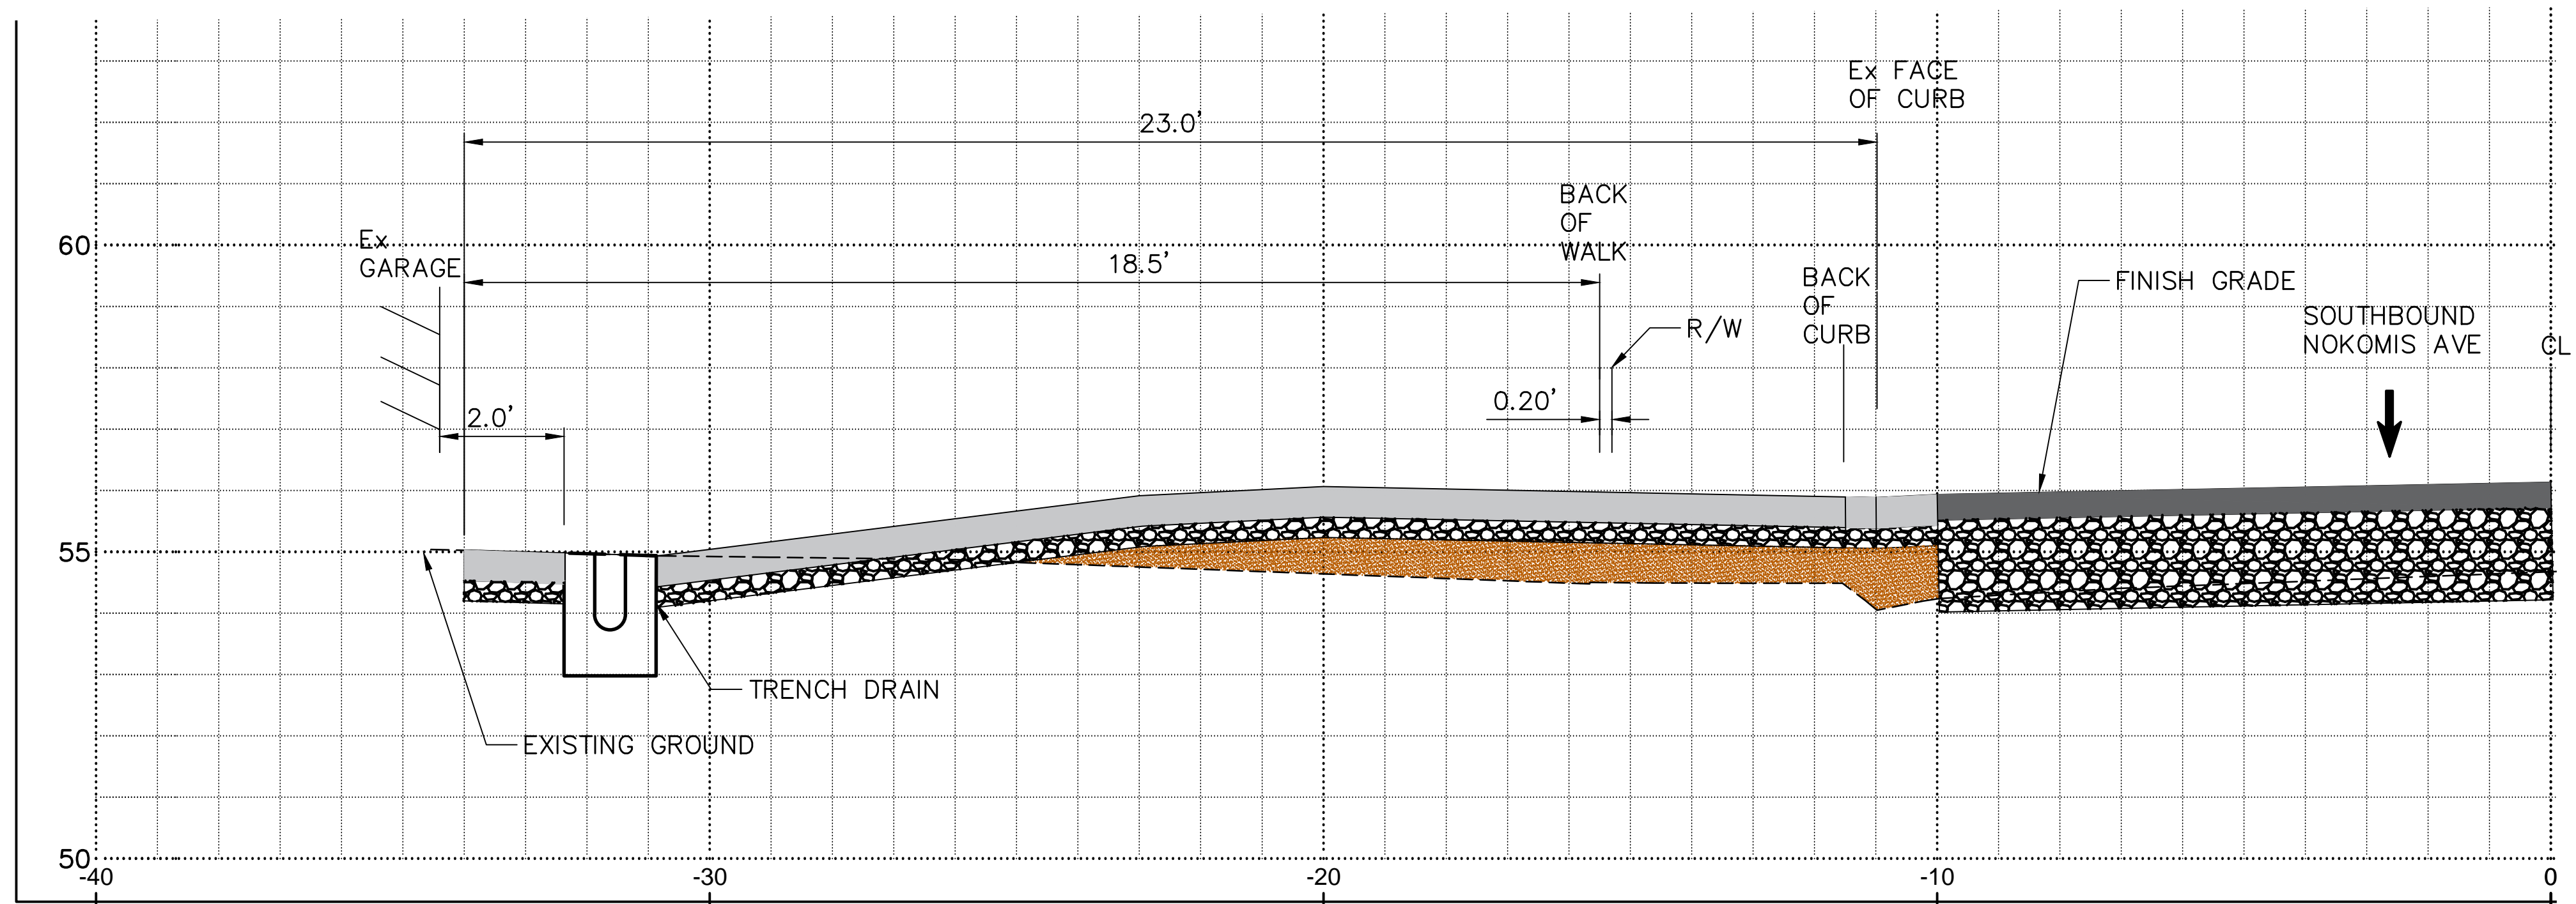 Ex FACE
OF CURB
23.0'
BACK
OF
WALK
60
Ex
GARAGE
18.5'
BACK
OF
CURB
FINISH GRADE
R/W
SOUTHBOUND
NOKOMIS AVE
CL
2.0'
0.20'
55
TRENCH DRAIN
EXISTING GROUND
50
-40
-30
-20
-10
0